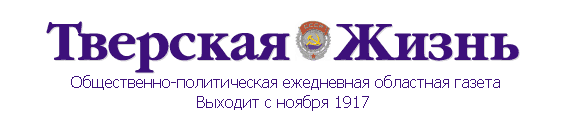 Тверская Жизнь
Общественно-политическая ежедневная областная газета
Выходит с ноября 1917